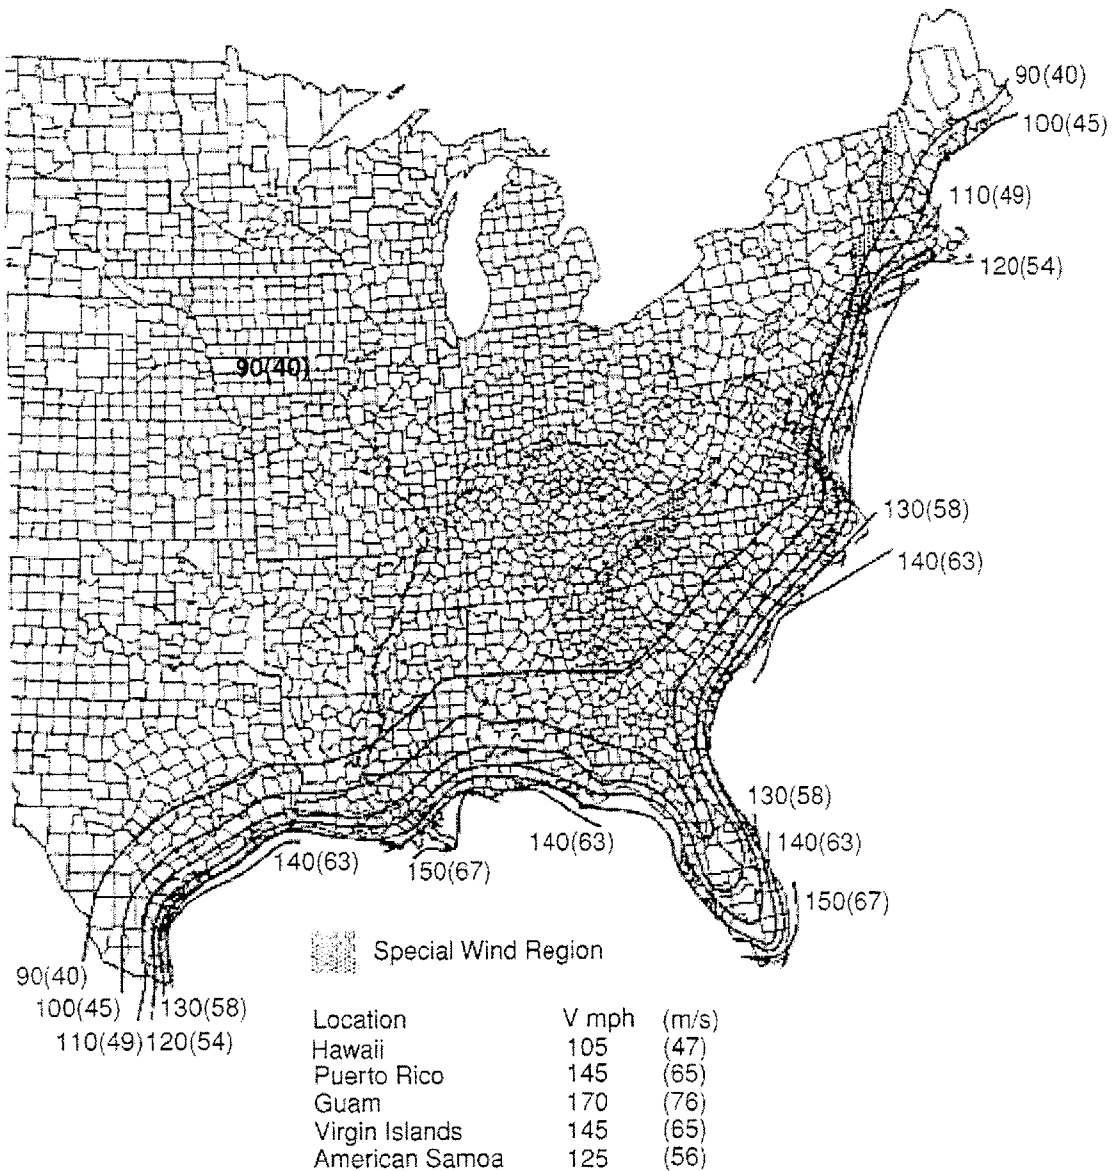 90(40)
100(45)
110(49)
120(54)
90(40)
130(58)
140(63)
130(58)
140(63)
140(63)
150(67)
140(63)
150(67)
90(40)
100(45)
130(58)
110(49)
120(54)
Special Wind Region
Location V mph (m/s)
Hawaii 105 (47)
Puerto Rico 145 (65)
Guam 170 (76)
Virgin Islands 145 (65)
American Samoa 125 (56)